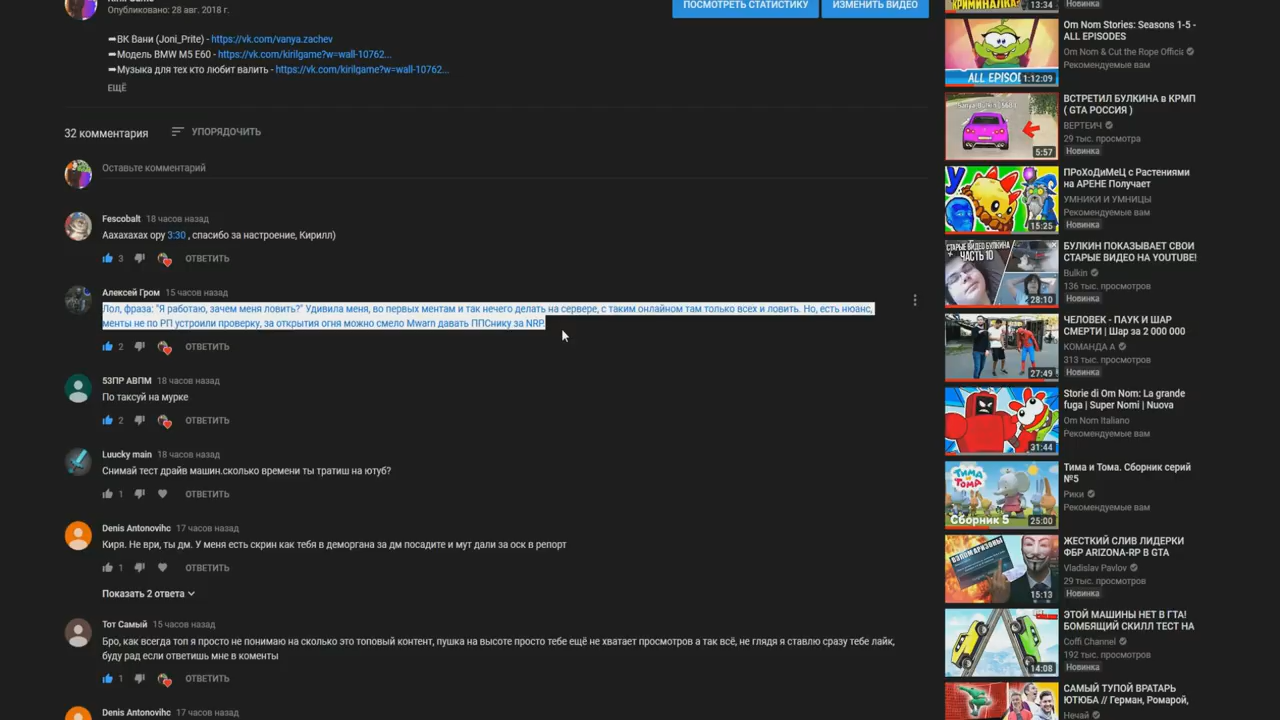 Опубликовано: 28 авг. 2018 г.
ПОСМОТРЕТЬ СТАТИСТИКУ
ИЗМЕНИТЬ ВИДЕО
➡ВК Вани (Joni_Prite) - https://vk.com/vanya.zachev
➡Модель BMW M5 E60 - https://vk.com/kirilgame?w=wall-10762...
➡Музыка для тех кто любит валить - https://vk.com/kirilgame?w=wall-10762...
ЕЩЁ
32 комментария
УПОРЯДОЧИТЬ
Оставьте комментарий
Fescobalt 18 часов назад
Аахахахах ору 3:30 , спасибо за настроение, Кирилл)
3
ОТВЕТИТЬ
Алексей Гром 15 часов назад
Лол, фраза: "Я работаю, зачем меня ловить?" Удивила меня, во первых ментам и так нечего делать на сервере, с таким онлайном там только всех и ловить. Но, есть нюанс,
менты не по РП устроили проверку, за открытия огня можно смело Mwarn давать ППСнику за NRP.
2
ОТВЕТИТЬ
53ПР АВПМ 18 часов назад
По таксуй на мурке
2
ОТВЕТИТЬ
Luucky main 18 часов назад
Снимай тест драйв машин.сколько времени ты тратиш на ютуб?
1
ОТВЕТИТЬ
Denis Antonovihc 17 часов назад
Киря. Не ври, ты дм. У меня есть скрин как тебя в деморгана за дм посадите и мут дали за оск в репорт
1
ОТВЕТИТЬ
Показать 2 ответа
Тот Самый 15 часов назад
Бро, как всегда топ я просто не понимаю на сколько это топовый контент, пушка на высоте просто тебе ещё не хватает просмотров а так всё, не глядя я ставлю сразу тебе лайк,
буду рад если ответишь мне в коменты
1
ОТВЕТИТЬ
Denis Antonovihc 17 часов назад
КРИМИНАЛКА!
13:34
Новинка
ALL EPISO
1:12:09
Om Nom Stories: Seasons 1-5 -
ALL EPISODES
Om Nom & Cut the Rope Officic
Рекомендуемые вам
5:57
ВСТРЕТИЛ БУЛКИНА в КРМП
( GTA РОССИЯ )
ВЕРТЕИЧ
29 тыс. просмотра
Новинка
15:25
ПРоХоДиМеЦ с Растениями
на АРЕНЕ Получает
УМНИКИ И УМНИЦЫ
Рекомендуемые вам
Новинка
СТАРЫЕ ВИДЕО БУЛКИНА
ЧАСТЬ 10
28:10
БУЛКИН ПОКАЗЫВАЕТ СВОИ
СТАРЫЕ ВИДЕО НА YOUTUBE!
Bulkin
136 тыс. просмотров
Новинка
27:49
ЧЕЛОВЕК - ПАУК И ШАР
СМЕРТИ | Шар за 2 000 000
КОМАНДА А
313 тыс. просмотров
Новинка
31:44
Storie di Om Nom: La grande
fuga | Super Nomi | Nuova
Om Nom Italiano
Рекомендуемые вам
ТИМА
ТОМА
Сборник 5
25:00
Тима и Тома. Сборник серий
№5
Рики
Рекомендуемые вам
ВЗЛОМ АРИЗОНЫ
15:13
ЖЕСТКИЙ СЛИВ ЛИДЕРКИ
ФБР ARIZONA-RP В GTA
Vladislav Pavlov
29 тыс. просмотров
Новинка
14:08
ЭТОЙ МАШИНЫ НЕТ В ГТА!
БОМБЯЩИЙ СКИЛЛ ТЕСТ НА
Coffi Channel
192 тыс. просмотров
Новинка
САМЫЙ ТУПОЙ ВРАТАРЬ
ЮТЮБА // Герман, Ромарой,
Нечай